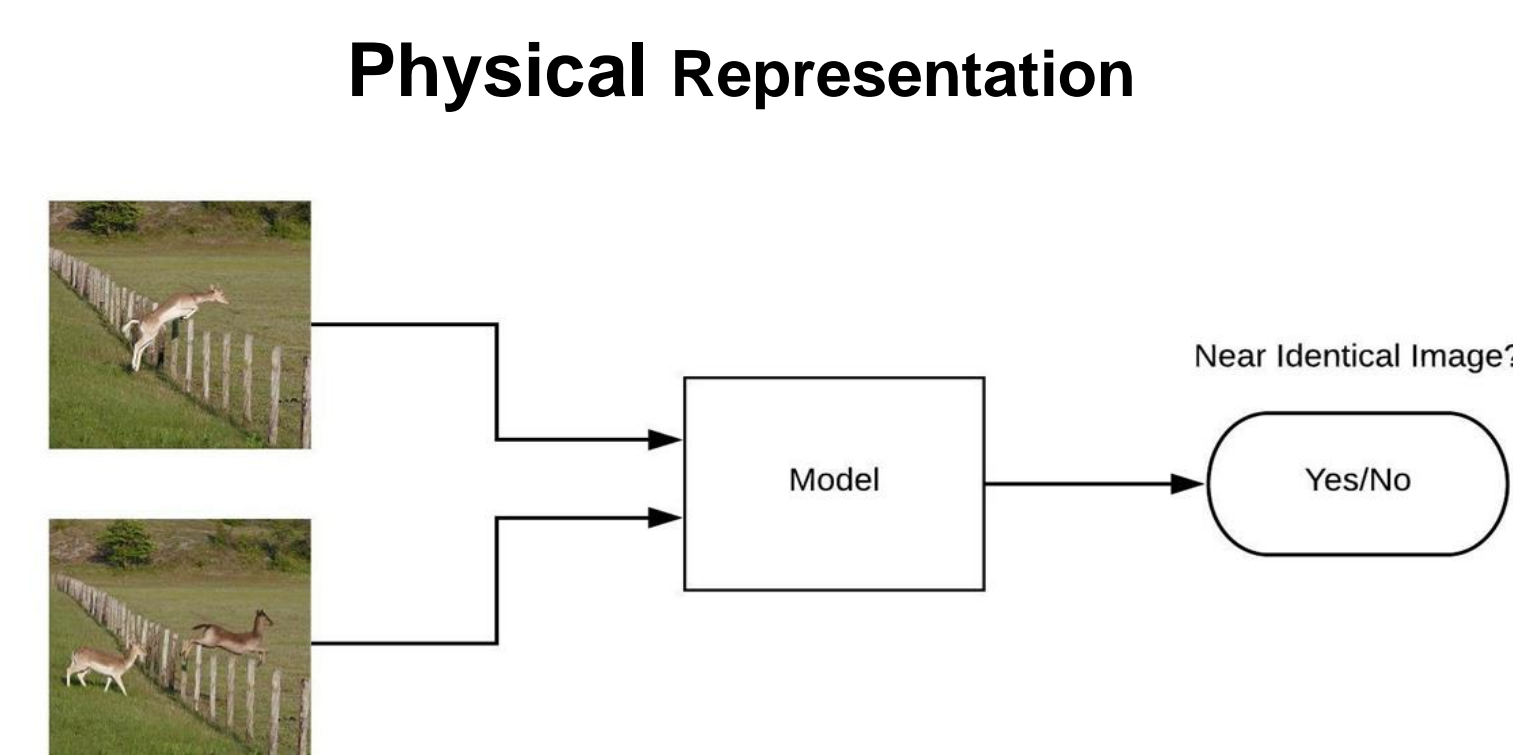 Physical Representation
Near Identical Image?
Model
Yes/No